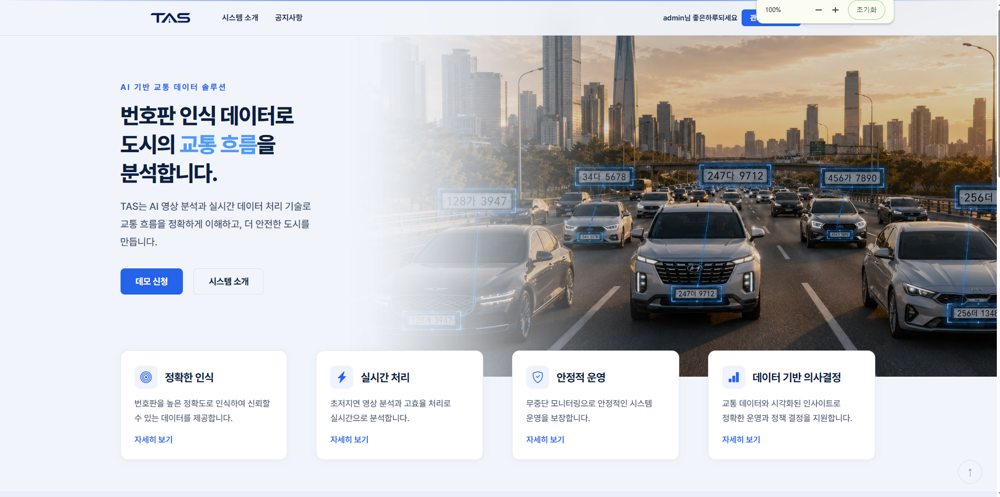 TAS
시스템 소개
공지사항
admin님 좋은하루되세요
관
100%
초기화
AI 기반 교통 데이터 솔루션
번호판 인식 데이터로
도시의 교통 흐름을
분석합니다.
TAS는 AI 영상 분석과 실시간 데이터 처리 기술로
교통 흐름을 정확하게 이해하고, 더 안전한 도시를
만듭니다.
데모 신청
시스템 소개
128가 3947
34다 5678
247다 9712
456가 7890
256더
34다 5678
456가 7890
247더 9712
128가 3947
256더 1348
정확한 인식
번호판을 높은 정확도로 인식하여 신뢰할
수 있는 데이터를 제공합니다.
자세히 보기
실시간 처리
초저지연 영상 분석과 고효율 처리로
실시간으로 분석합니다.
자세히 보기
안정적 운영
무중단 모니터링으로 안정적인 시스템
운영을 보장합니다.
자세히 보기
데이터 기반 의사결정
교통 데이터와 시각화된 인사이트로
정확한 운영과 정책 결정을 지원합니다.
자세히 보기